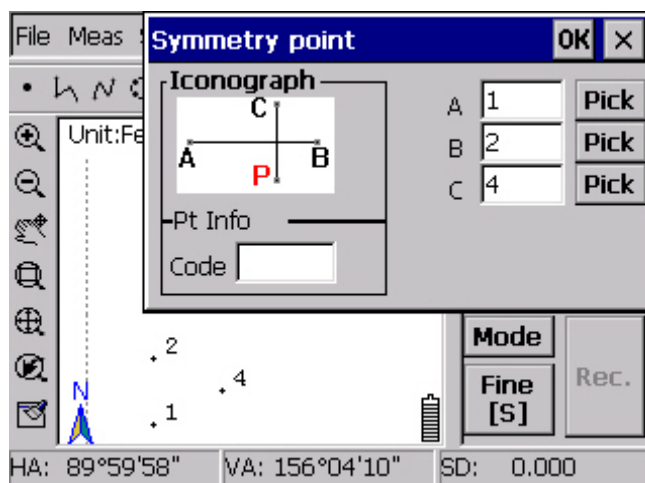 File Meas
Symmetry point OK ×
Iconograph
C
A B
P
A 1 Pick
B 2 Pick
C 4 Pick
Pt Info
Code
Unit:Fe
2
4
1
N
Mode
Fine
[S]
Rec.
HA: 89°59'58" VA: 156°04'10" SD: 0.000